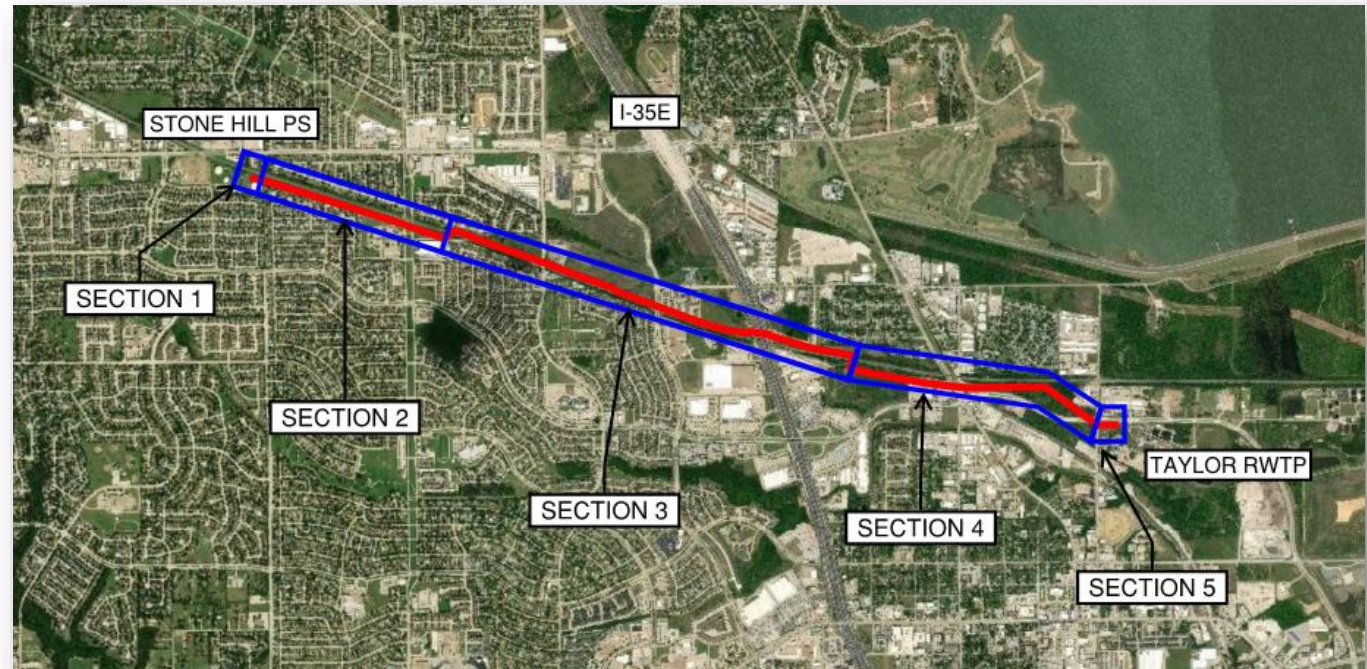 I-35E
STONE HILL PS
SECTION 1
SECTION 2
SECTION 3
SECTION 4
TAYLOR RWTP
SECTION 5